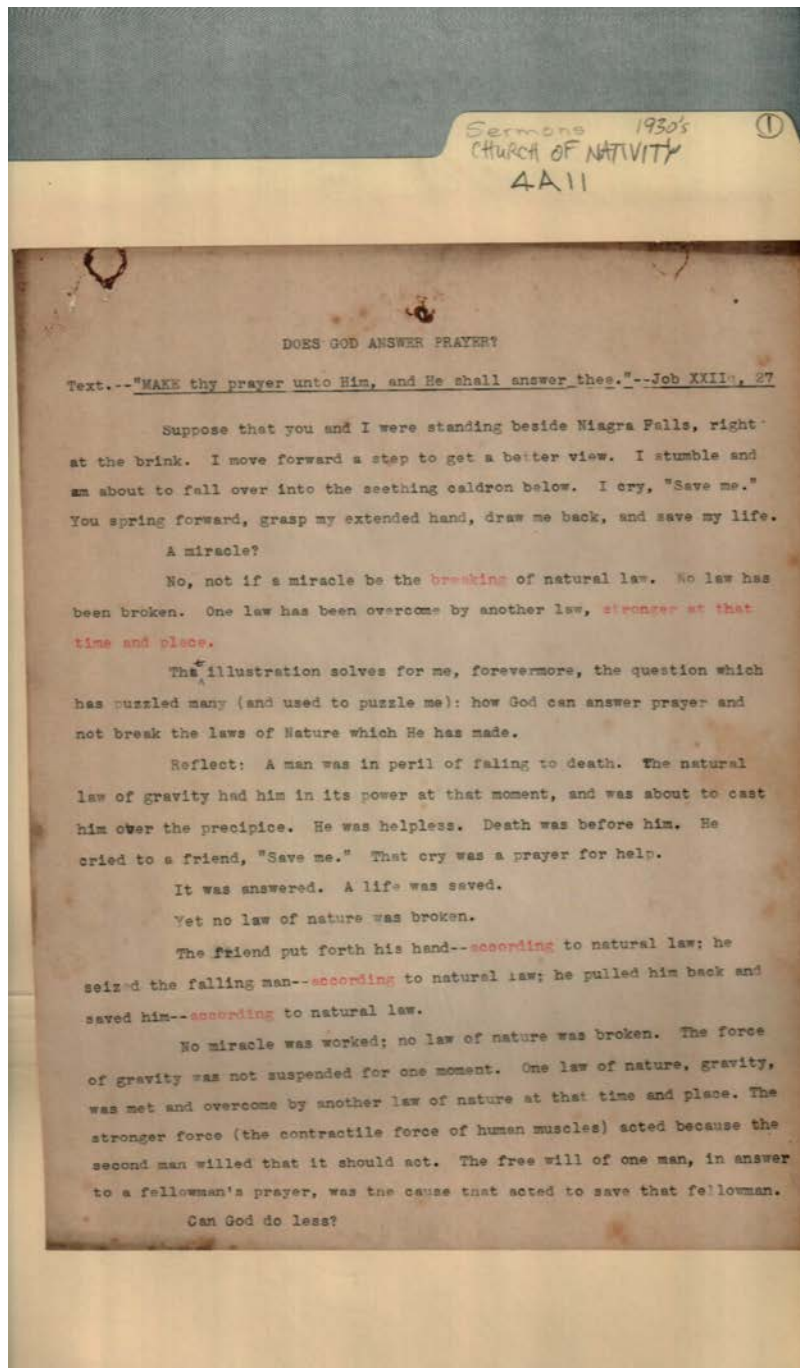 Sermons 1930's ①
CHURCH OF NATIVITY
4A11
DOES GOD ANSWER PRAYER?
Text.--"MAKE thy prayer unto Him, and He shall answer thee."--Job XXII, 27
Suppose that you and I were standing beside Niagra Falls, right
at the brink. I move forward a step to get a better view. I stumble and
am about to fall over into the seething caldron below. I cry, "Save me."
You spring forward, grasp my extended hand, draw me back, and save my life.
A miracle?
No, not if a miracle be the breaking of natural law. No law has
been broken. One law has been overcome by another law, stronger at that
time and place.
That illustration solves for me, forevermore, the question which
has puzzled many (and used to puzzle me): how God can answer prayer and
not break the laws of Nature which He has made.
Reflect: A man was in peril of faling to death. The natural
law of gravity had him in its power at that moment, and was about to cast
him over the precipice. He was helpless. Death was before him. He
cried to a friend, "Save me." That cry was a prayer for help.
It was answered. A life was saved.
Yet no law of nature was broken.
The friend put forth his hand--according to natural law; he
seized the falling man--according to natural law; he pulled him back and
saved him--according to natural law.
No miracle was worked; no law of nature was broken. The force
of gravity was not suspended for one moment. One law of nature, gravity,
was met and overcome by another law of nature at that time and place. The
stronger force (the contractile force of human muscles) acted because the
second man willed that it should act. The free will of one man, in answer
to a fellowman's prayer, was the cause that acted to save that fellowman.
Can God do less?